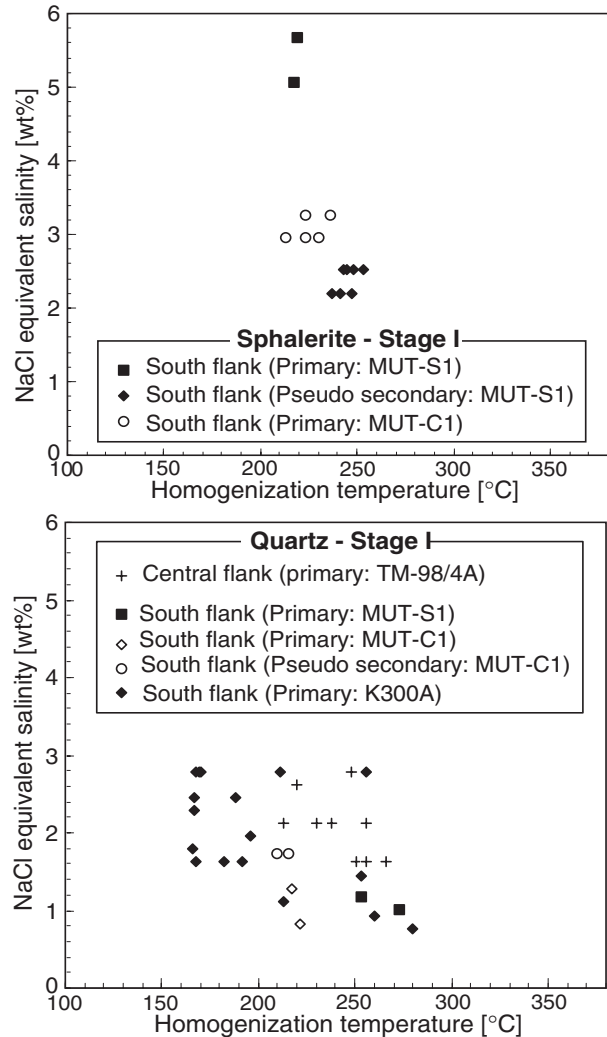 6
5
4
3
2
1
0
NaCl equivalent salinity [wt%]
Sphalerite - Stage I
South flank (Primary: MUT-S1)
South flank (Pseudo secondary: MUT-S1)
South flank (Primary: MUT-C1)
100 150 200 250 300 350
Homogenization temperature [°C]
6
5
4
3
2
1
0
NaCl equivalent salinity [wt%]
Quartz - Stage I
Central flank (primary: TM-98/4A)
South flank (Primary: MUT-S1)
South flank (Primary: MUT-C1)
South flank (Pseudo secondary: MUT-C1)
South flank (Primary: K300A)
100 150 200 250 300 350
Homogenization temperature [°C]